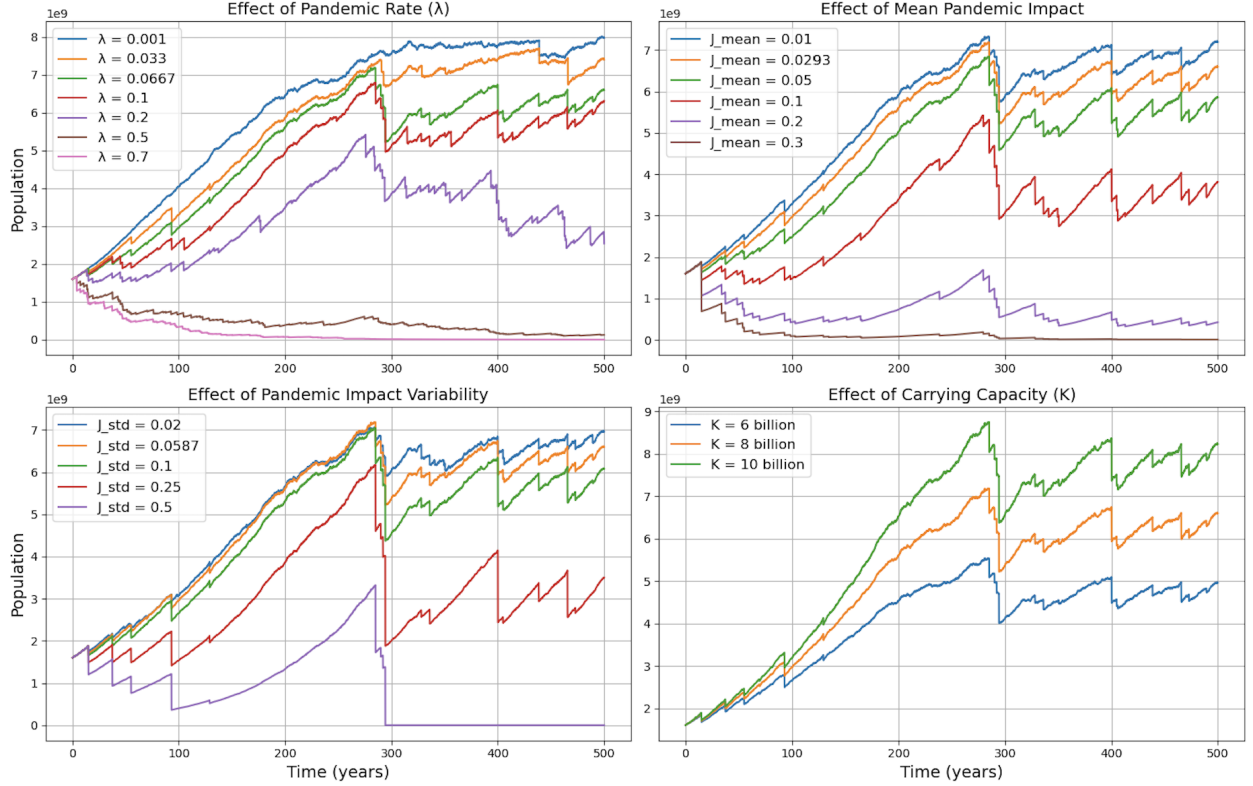 Effect of Pandemic Rate (λ)
1e9
8
7
6
5
4
3
2
1
0
Population
λ = 0.001
λ = 0.033
λ = 0.0667
λ = 0.1
λ = 0.2
λ = 0.5
λ = 0.7
0 100 200 300 400 500
Effect of Mean Pandemic Impact
1e9
7
6
5
4
3
2
1
0
J_mean = 0.01
J_mean = 0.0293
J_mean = 0.05
J_mean = 0.1
J_mean = 0.2
J_mean = 0.3
0 100 200 300 400 500
Effect of Pandemic Impact Variability
1e9
7
6
5
4
3
2
1
0
Population
J_std = 0.02
J_std = 0.0587
J_std = 0.1
J_std = 0.25
J_std = 0.5
0 100 200 300 400 500
Time (years)
Effect of Carrying Capacity (K)
1e9
9
8
7
6
5
4
3
2
K = 6 billion
K = 8 billion
K = 10 billion
0 100 200 300 400 500
Time (years)